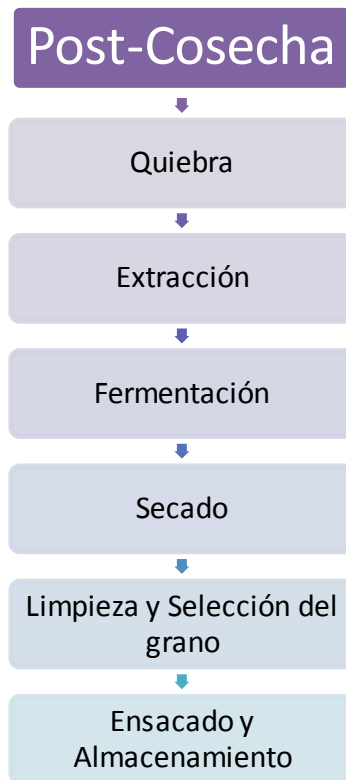 Post-Cosecha
Quiebra
Extracción
Fermentación
Secado
Limpieza y Selección del
grano
Ensacado y
Almacenamiento